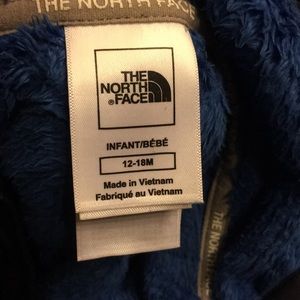 THE NORTH FACE
THE
NORTH
FACE®
INFANT/BÉBÉ
12-18M
Made in Vietnam
Fabriqué au Vietnam
THE NORTH FACE